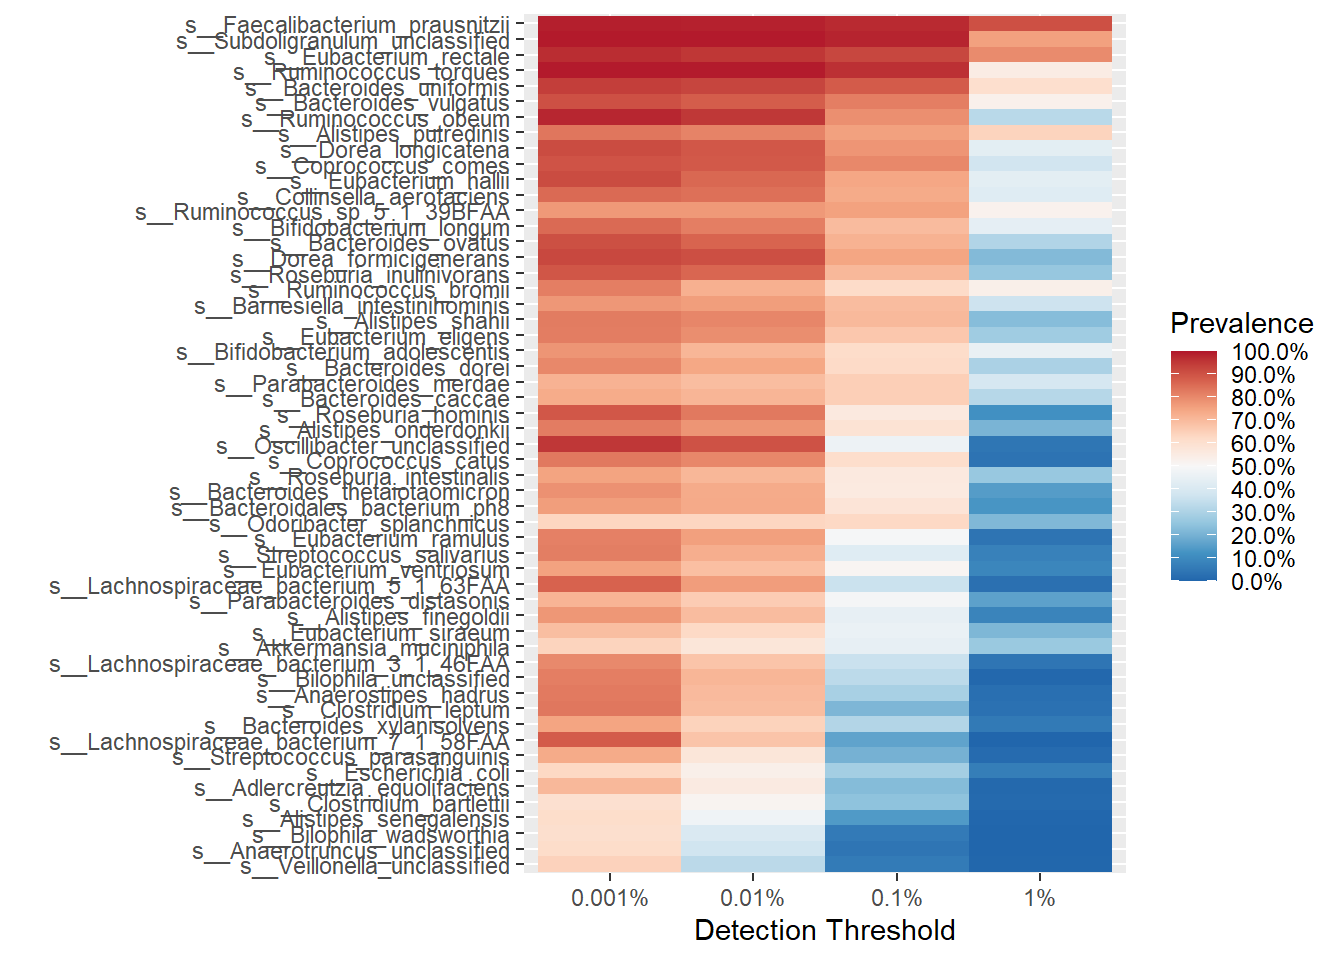 s__Faecalibacterium_prausnitzii
s__Subdoligranulum_unclassified
s__Eubacterium_rectale
s__Ruminococcus_torques
s__Bacteroides_uniformis
s__Bacteroides_vulgatus
s__Ruminococcus_obeum
s__Alistipes_putredinis
s__Dorea_longicatena
s__Coprococcus_comes
s__Eubacterium_hallii
s__Collinsella_aerofaciens
s__Ruminococcus_sp_5_1_39BFAA
s__Bifidobacterium_longum
s__Bacteroides_ovatus
s__Dorea_formicigenerans
s__Roseburia_inulinivorans
s__Ruminococcus_bromii
s__Barnesiella_intestinihominis
s__Alistipes_shahii
s__Eubacterium_eligens
s__Bifidobacterium_adolescentis
s__Bacteroides_dorei
s__Parabacteroides_merdae
s__Bacteroides_caccae
s__Roseburia_hominis
s__Alistipes_onderdonkii
s__Oscillibacter_unclassified
s__Coprococcus_catus
s__Roseburia_intestinalis
s__Bacteroides_thetaiotaomicron
s__Bacteroidales_bacterium_ph8
s__Odoribacter_splanchnicus
s__Eubacterium_ramulus
s__Streptococcus_salivarius
s__Eubacterium_ventriosum
s__Lachnospiraceae_bacterium_5_1_63FAA
s__Parabacteroides_distasonis
s__Alistipes_finegoldii
s__Eubacterium_siraeum
s__Akkermansia_muciniphila
s__Lachnospiraceae_bacterium_3_1_46FAA
s__Bilophila_unclassified
s__Anaerostipes_hadrus
s__Clostridium_leptum
s__Bacteroides_xylanisolvens
s__Lachnospiraceae_bacterium_7_1_58FAA
s__Streptococcus_parasanguinis
s__Escherichia_coli
s__Adlercreutzia_equolifaciens
s__Clostridium_bartlettii
s__Alistipes_senegalensis
s__Bilophila_wadsworthia
s__Anaerotruncus_unclassified
s__Veillonella_unclassified
0.001% 0.01% 0.1% 1%
Detection Threshold
Prevalence
100.0%
90.0%
80.0%
70.0%
60.0%
50.0%
40.0%
30.0%
20.0%
10.0%
0.0%